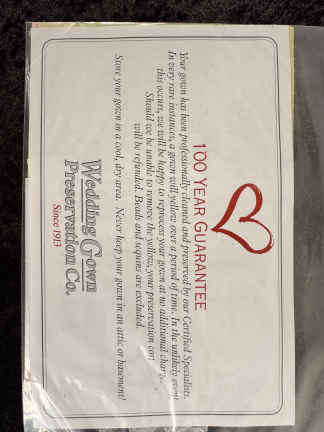 100 YEAR GUARANTEE
Your gown has been professionally cleaned and preserved by our Certified Specialists.
In very rare instances, a gown will yellow over a period of time. In the unlikely event
this occurs, we will be happy to reprocess your gown at no additional charge.
Should we be unable to remove the yellow, your preservation cost
will be refunded. Beads and sequins are excluded.
Store your gown in a cool, dry area. Never keep your gown in an attic or basement!
Wedding Gown
Preservation Co.
Since 1913